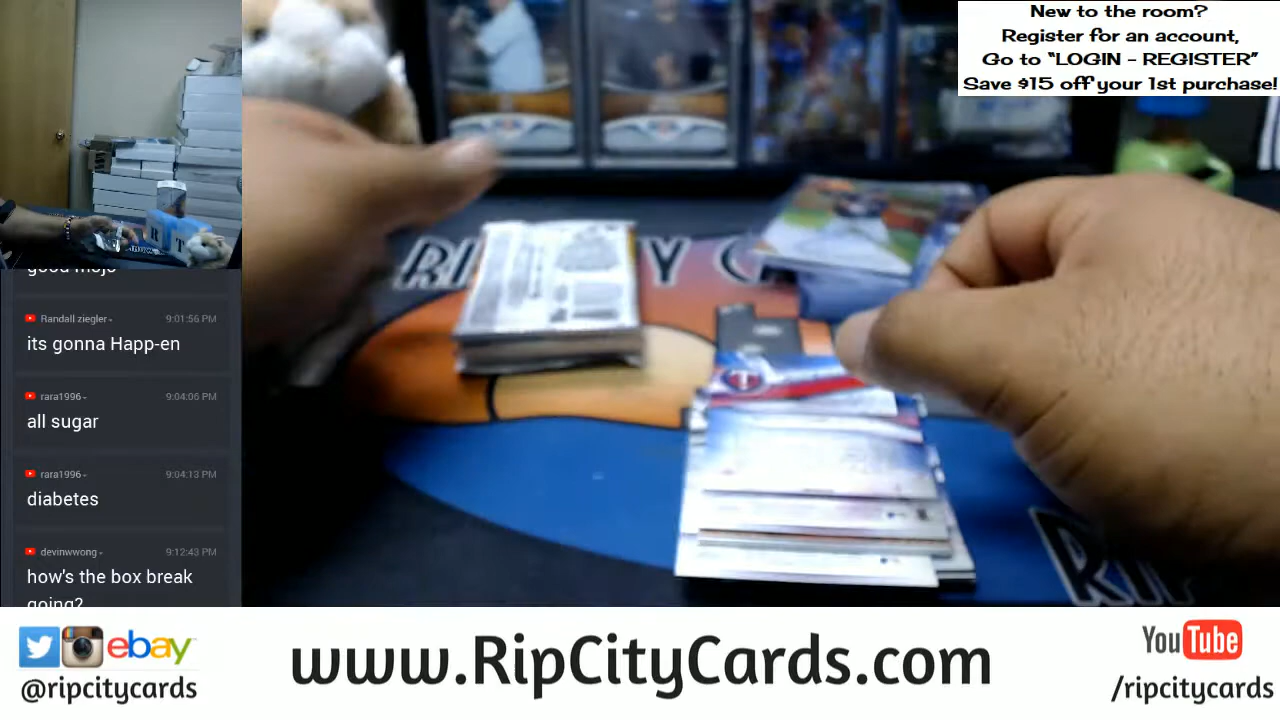 New to the room?
Register for an account,
Go to "LOGIN - REGISTER"
Save $15 off your 1st purchase!
good mojo
Randall ziegler 9:01:56 PM
its gonna Happ-en
rara1996 9:04:06 PM
all sugar
rara1996 9:04:13 PM
diabetes
devinwwong 9:12:43 PM
how's the box break
going?
ebay
@ripcitycards
www.RipCityCards.com
YouTube
/ripcitycards